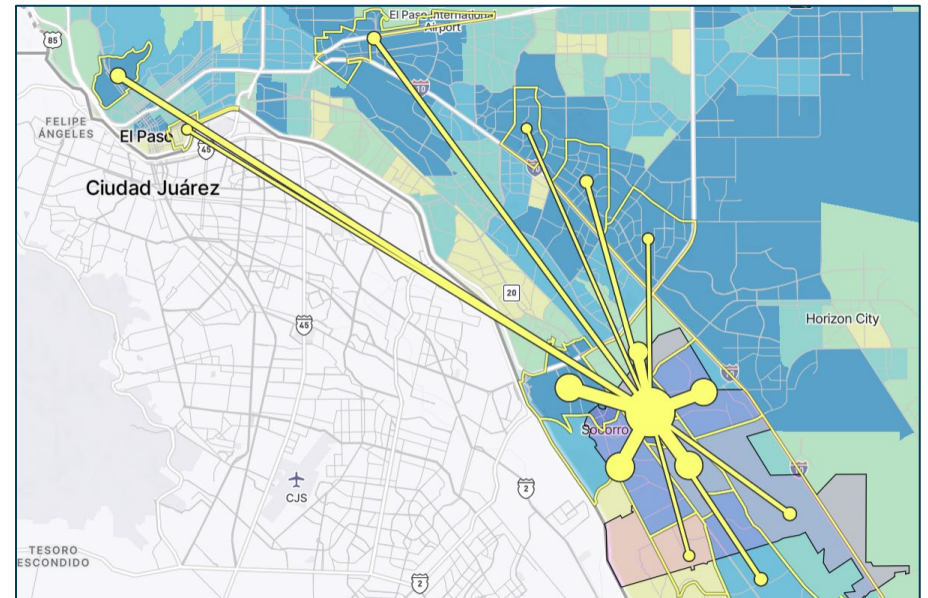 El Paso International
Airport
85
10
FELIPE
ÁNGELES
El Paso
45
Ciudad Juárez
20
45
Horizon City
Socorro
CJS
2
TESORO
ESCONDIDO
2